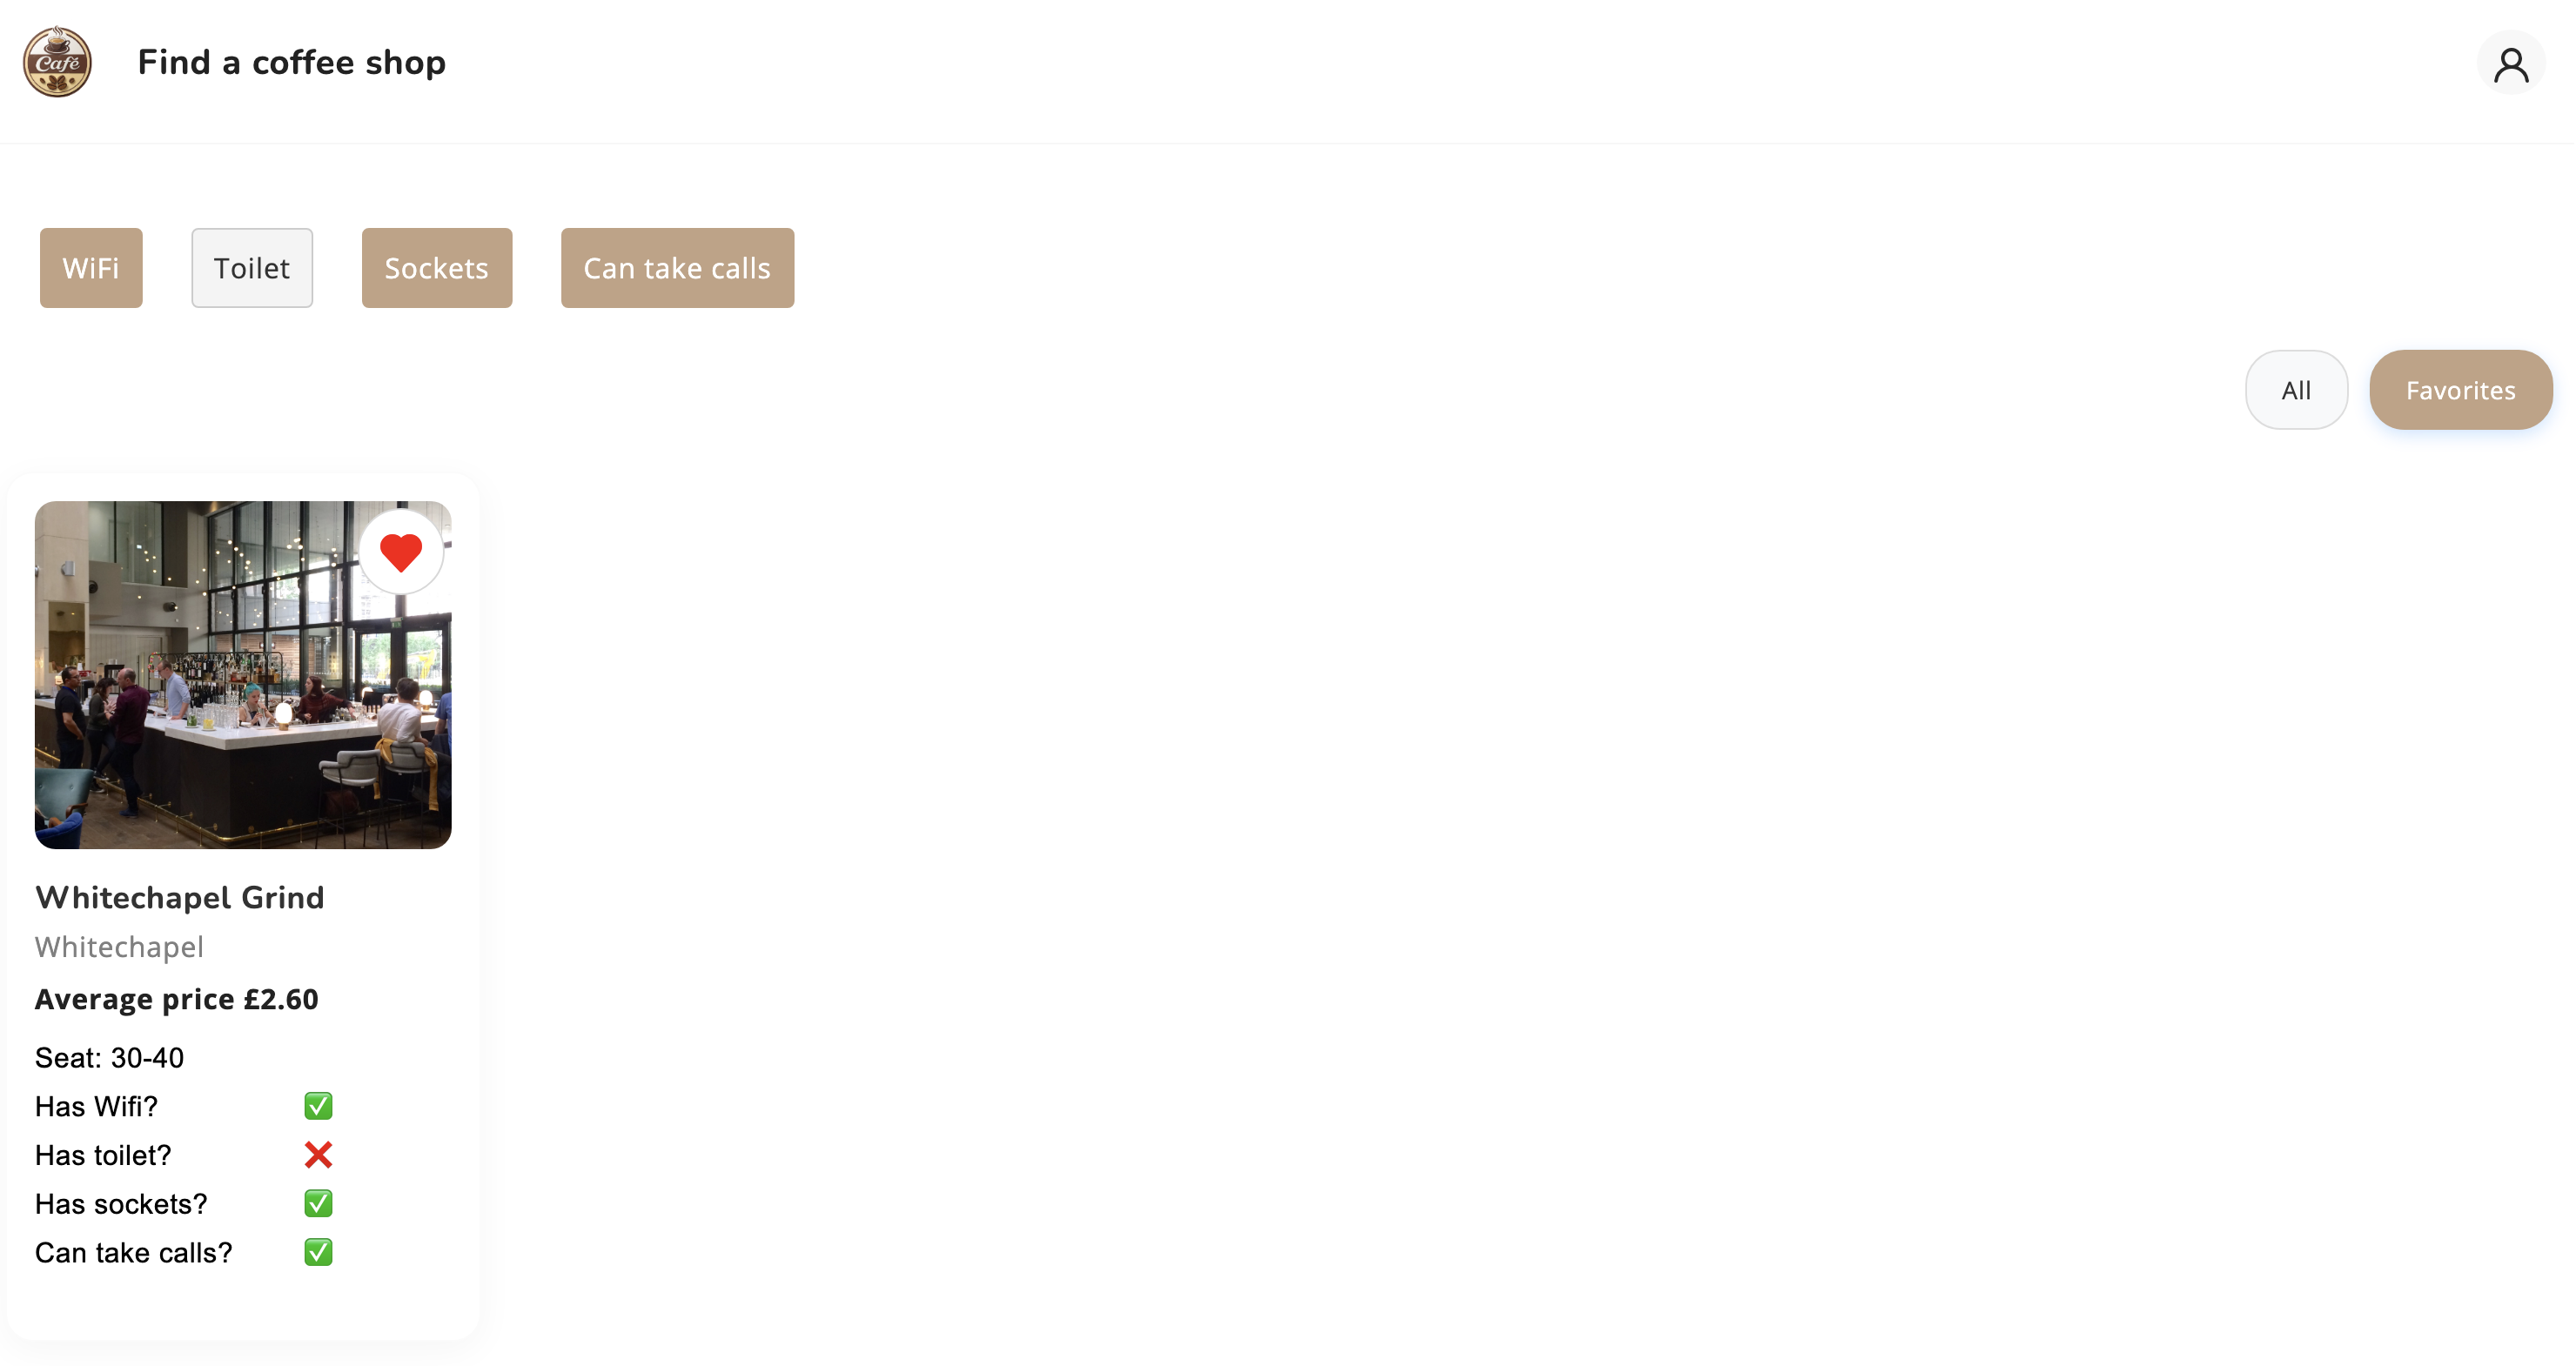 Café
Find a coffee shop
WiFi
Toilet
Sockets
Can take calls
All
Favorites
Whitechapel Grind
Whitechapel
Average price £2.60
Seat: 30-40
Has Wifi?
Has toilet?
Has sockets?
Can take calls?